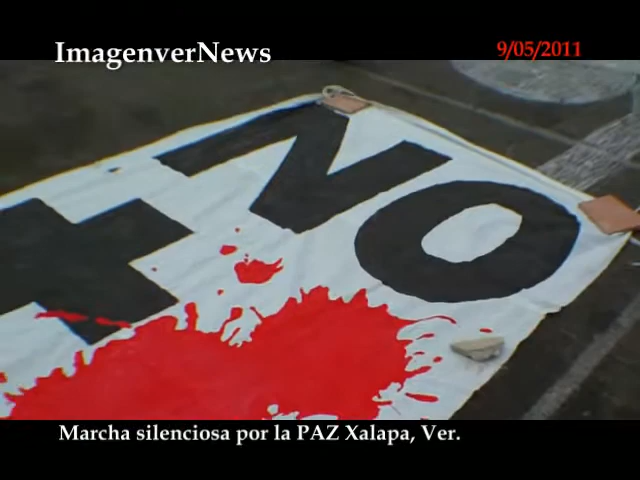 ImagenverNews
9/05/2011
NO
+
Marcha silenciosa por la PAZ Xalapa, Ver.